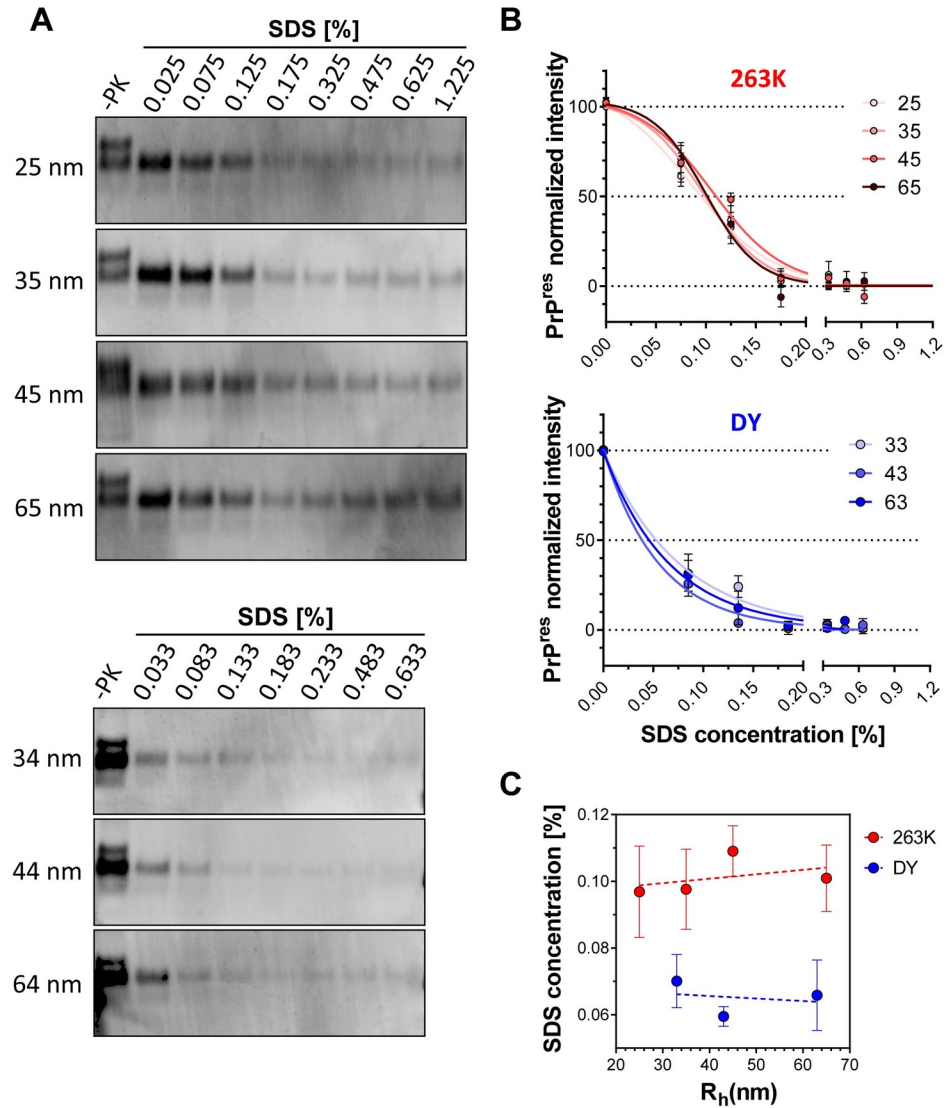 A
SDS [%]
-PK 0.025 0.075 0.125 0.175 0.325 0.475 0.625 1.225
25 nm
35 nm
45 nm
65 nm
SDS [%]
-PK 0.033 0.083 0.133 0.183 0.233 0.483 0.633
34 nm
44 nm
64 nm
B
263K
PrPres normalized intensity
100
50
0
0.00 0.05 0.10 0.15 0.20 0.3 0.6 0.9 1.2
25
35
45
65
DY
PrPres normalized intensity
100
50
0
0.00 0.05 0.10 0.15 0.20 0.3 0.6 0.9 1.2
33
43
63
SDS concentration [%]
C
SDS concentration [%]
0.12
0.10
0.08
0.06
20 30 40 50 60 70
Rh(nm)
263K
DY